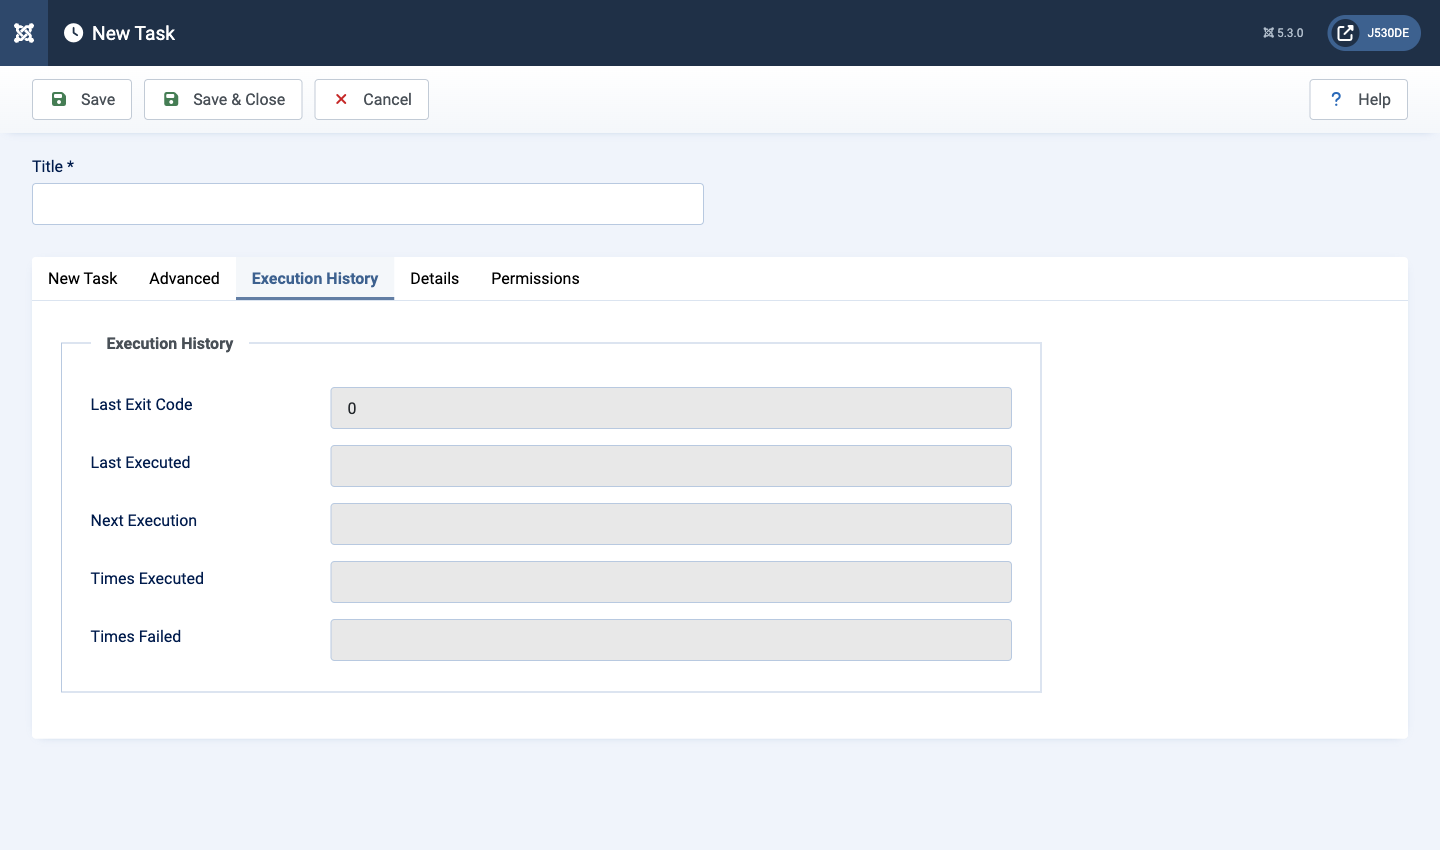 New Task
5.3.0
J530DE
Save
Save & Close
Cancel
? Help
Title *
New Task
Advanced
Execution History
Details
Permissions
Execution History
Last Exit Code
0
Last Executed
Next Execution
Times Executed
Times Failed